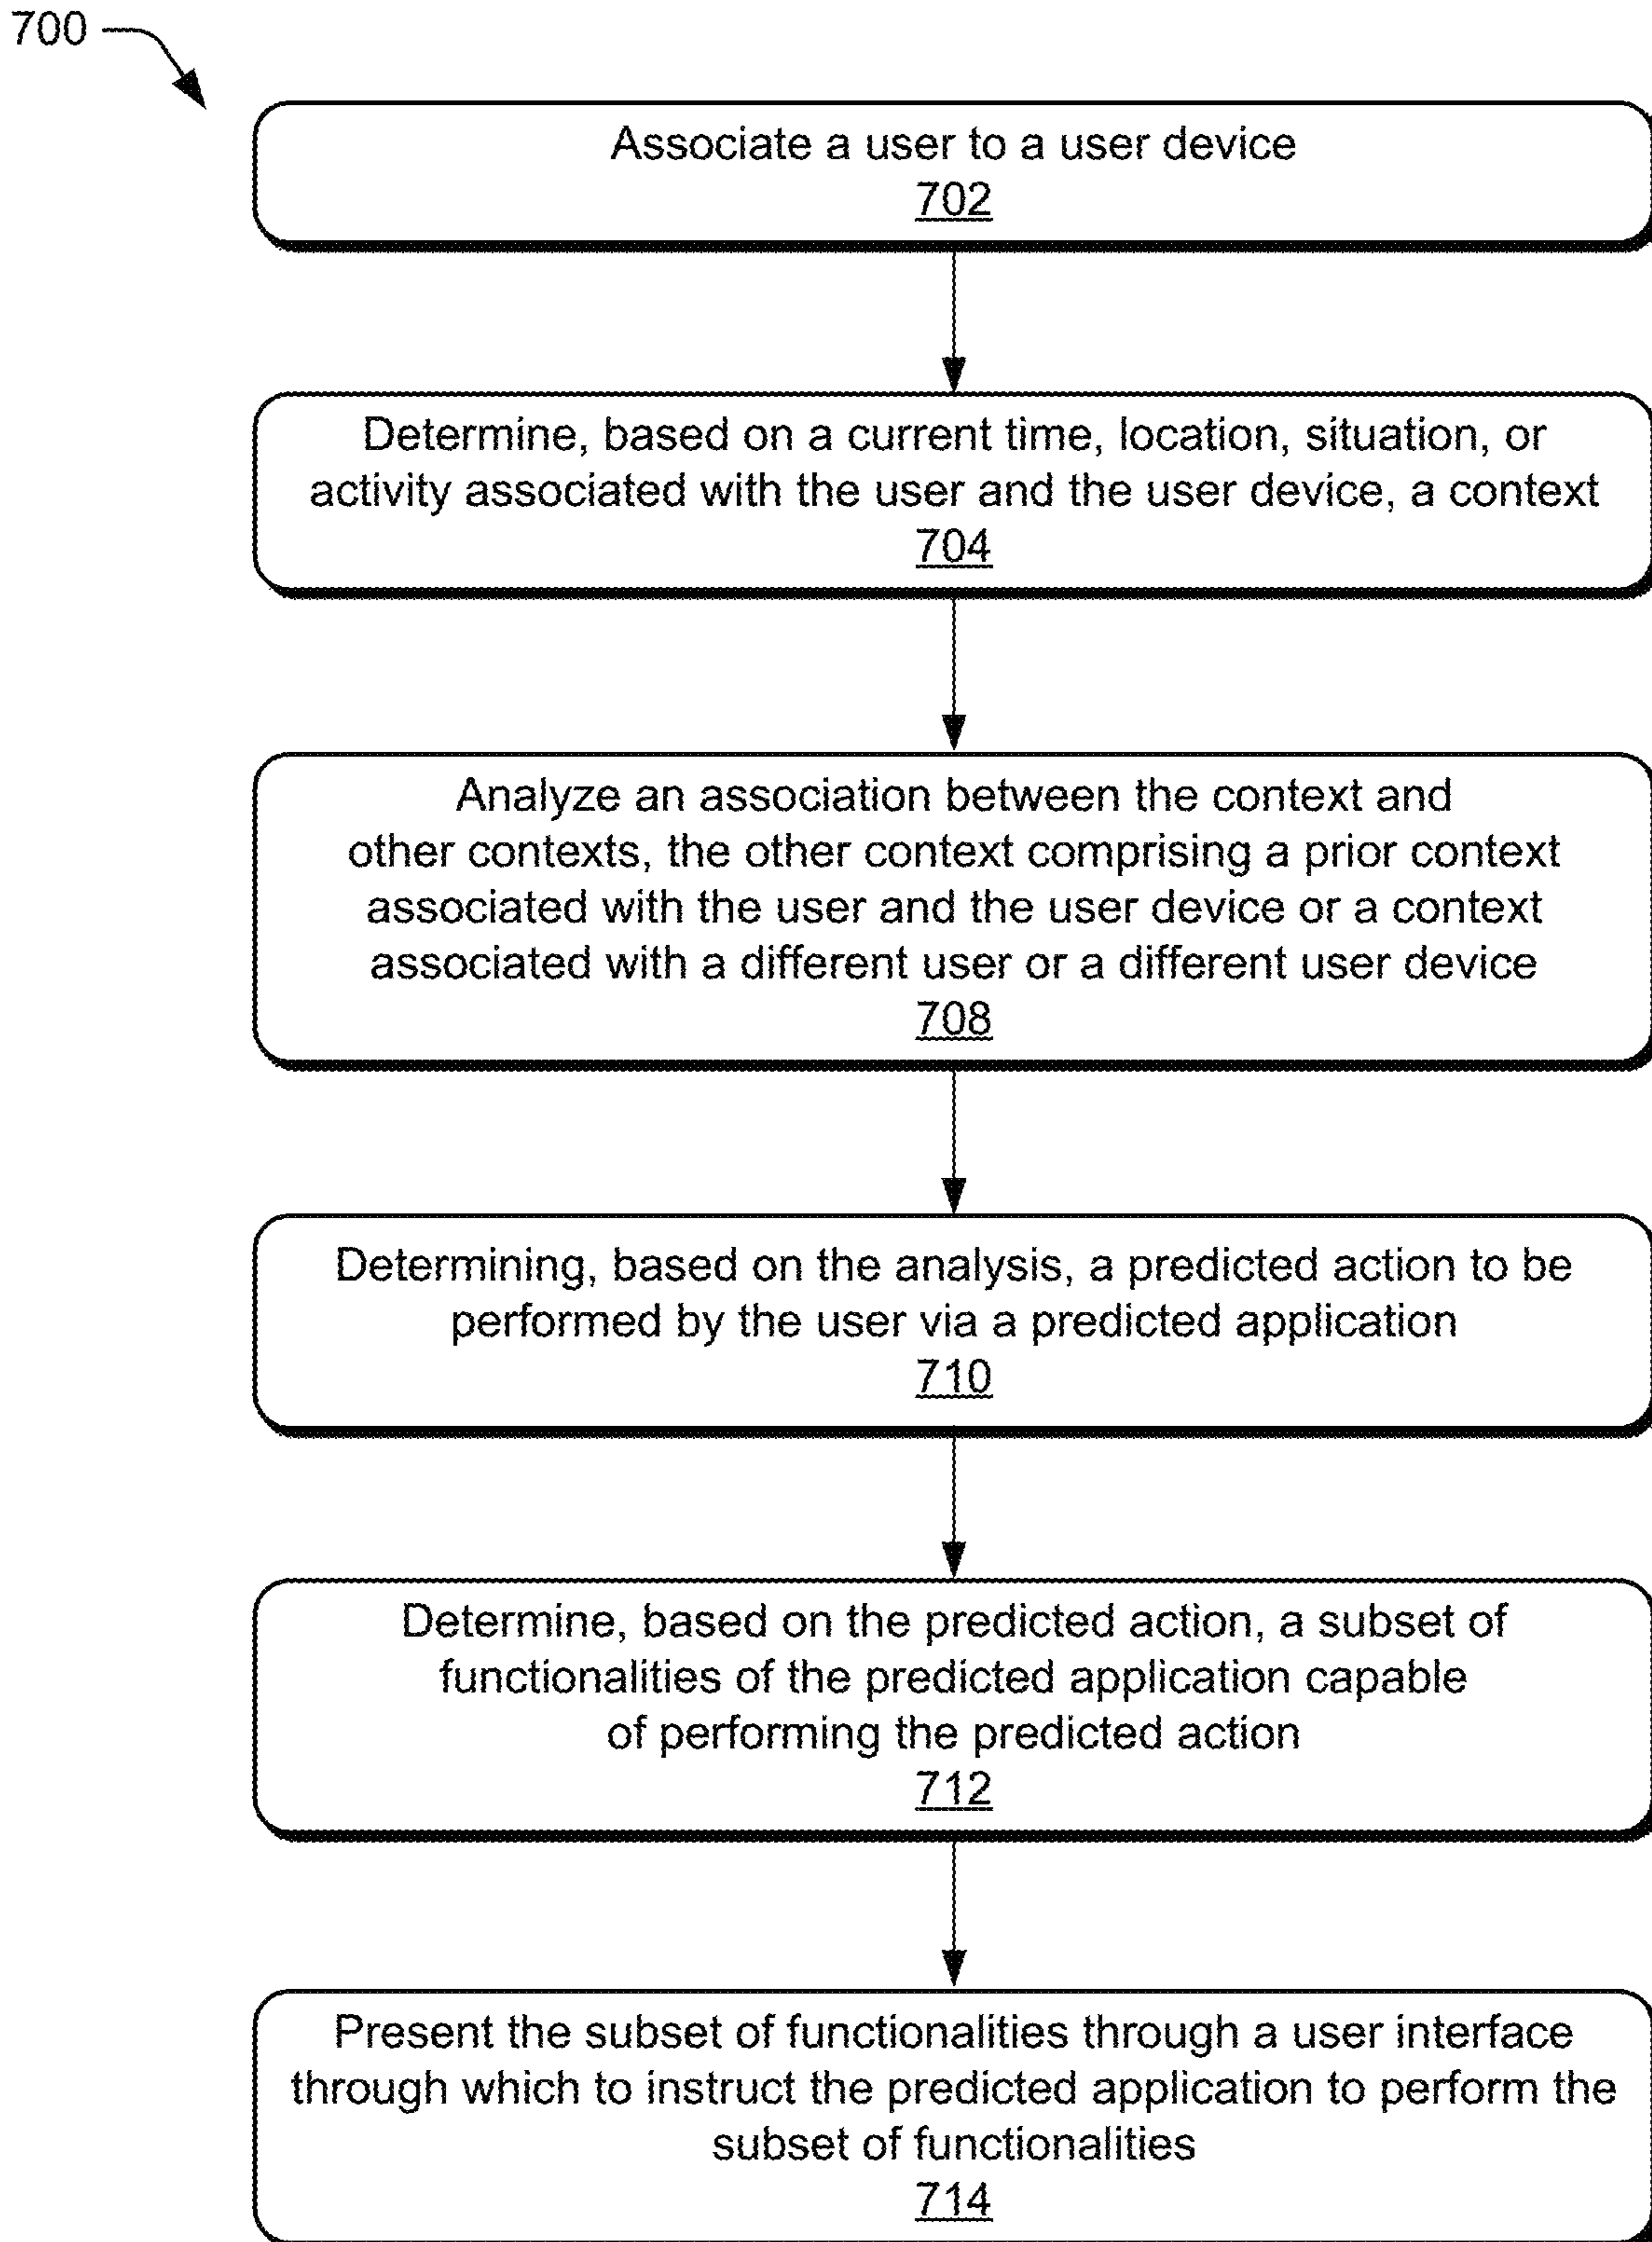 700
Associate a user to a user device
702
Determine, based on a current time, location, situation, or
activity associated with the user and the user device, a context
704
Analyze an association between the context and
other contexts, the other context comprising a prior context
associated with the user and the user device or a context
associated with a different user or a different user device
708
Determining, based on the analysis, a predicted action to be
performed by the user via a predicted application
710
Determine, based on the predicted action, a subset of
functionalities of the predicted application capable
of performing the predicted action
712
Present the subset of functionalities through a user interface
through which to instruct the predicted application to perform the
subset of functionalities
714